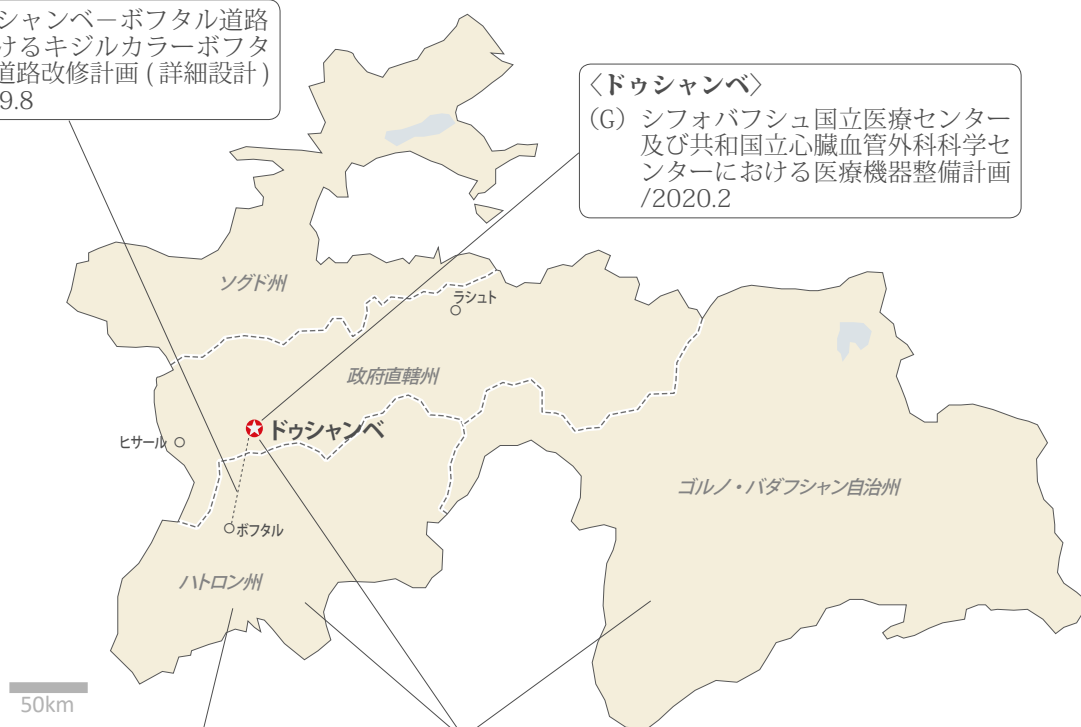 シャンベ－ボフタル道路
けるキジルカラーボフタ
道路改修計画 ( 詳細設計 )
9.8
〈ドゥシャンベ〉
（G）シフォバフシュ国立医療センター
及び共和国立心臓血管外科科学セ
ンターにおける医療機器整備計画
/2020.2
ソグド州
ラシュト
政府直轄州
ドゥシャンベ
ヒサール
ゴルノ・バダフシャン自治州
ボフタル
ハトロン州
50km